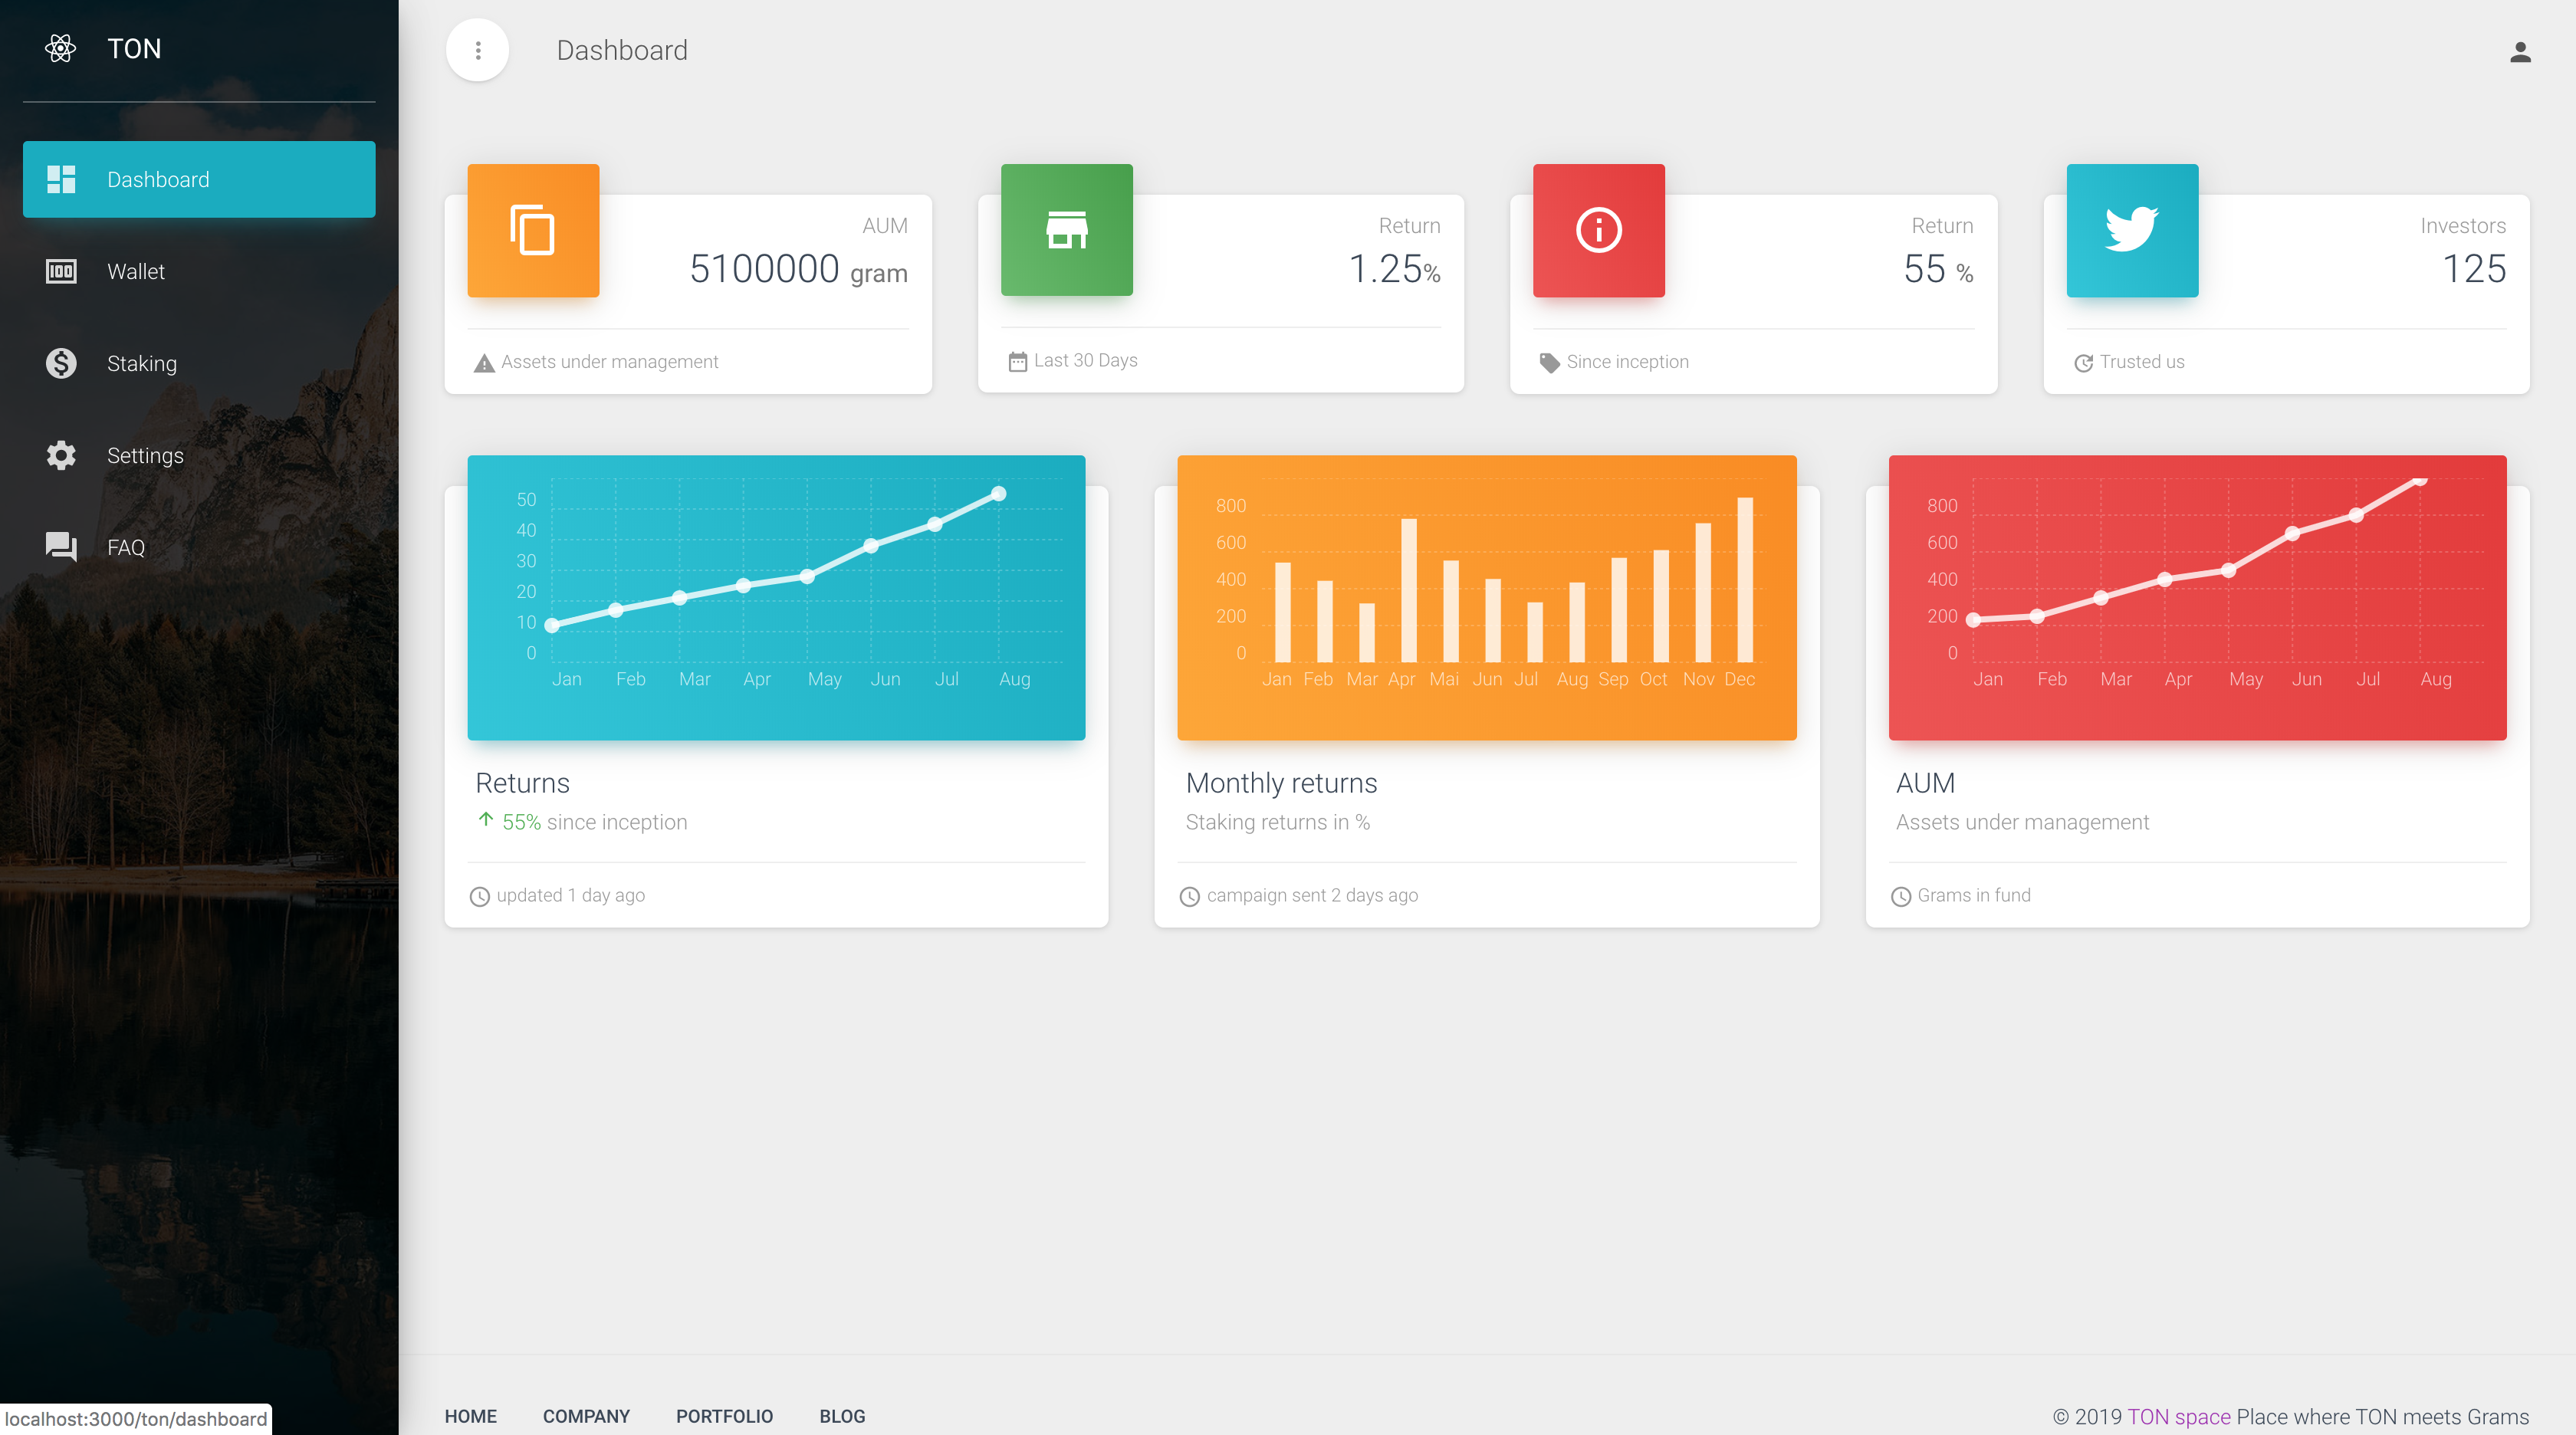 TON
Dashboard
Wallet
Staking
Settings
FAQ
Dashboard
AUM
5100000 gram
Assets under management
Return
1.25%
Last 30 Days
Return
55 %
Since inception
Investors
125
Trusted us
50
40
30
20
10
0
Jan Feb Mar Apr May Jun Jul Aug
Returns
55% since inception
updated 1 day ago
800
600
400
200
0
Jan Feb Mar Apr Mai Jun Jul Aug Sep Oct Nov Dec
Monthly returns
Staking returns in %
campaign sent 2 days ago
800
600
400
200
0
Jan Feb Mar Apr May Jun Jul Aug
AUM
Assets under management
Grams in fund
HOME COMPANY PORTFOLIO BLOG
© 2019 TON space Place where TON meets Grams
localhost:3000/ton/dashboard